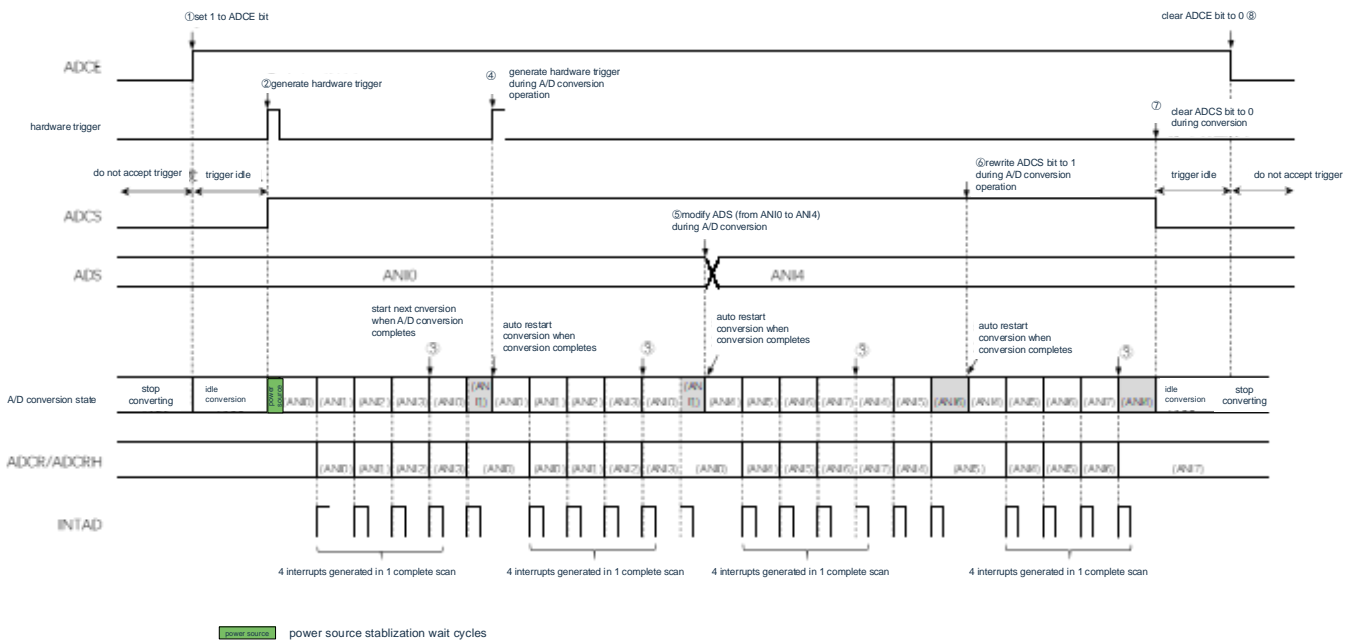 ①set 1 to ADCE bit
clear ADCE bit to 0 ⑧
ADCE
②generate hardware trigger
④ generate hardware trigger
during A/D conversion
operation
⑦ clear ADCS bit to 0
during conversion
hardware trigger
⑥rewrite ADCS bit to 1
during A/D conversion
operation
do not accept trigger
trigger idle
trigger idle
do not accept trigger
ADCS
⑤modify ADS (from ANI0 to ANI4)
during A/D conversion
ADS
ANI0
ANI4
start next cnversion
when A/D conversion
completes
auto restart
conversion when
conversion completes
auto restart
conversion when
conversion completes
auto restart
conversion when
conversion completes
③
③
③
③
A/D conversion state
stop
converting
idle
conversion
power
source
(ANI0) (ANI1) (ANI2) (ANI3) (ANI0) (ANI1) (ANI0) (ANI1) (ANI2) (ANI3) (ANI0) (ANI1) (ANI4) (ANI5) (ANI6) (ANI7) (ANI4) (ANI5) (ANI6) (ANI4) (ANI5) (ANI6) (ANI7) (ANI4)
idle
conversion
stop
converting
ADCR/ADCRH
(ANI0) (ANI1) (ANI2) (ANI3) (ANI0) (ANI0) (ANI1) (ANI2) (ANI3) (ANI0) (ANI4) (ANI5) (ANI6) (ANI7) (ANI4) (ANI5) (ANI4) (ANI5) (ANI6) (ANI7)
INTAD
4 interrupts generated in 1 complete scan
4 interrupts generated in 1 complete scan
4 interrupts generated in 1 complete scan
4 interrupts generated in 1 complete scan
power source
power source stablization wait cycles